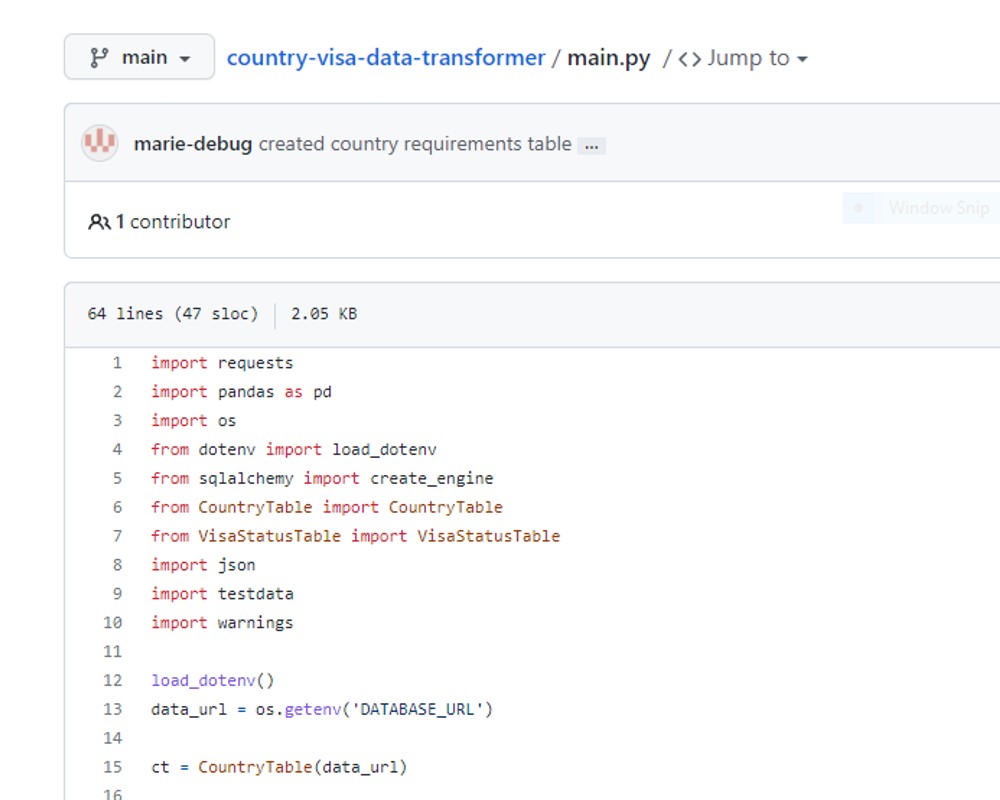 main country-visa-data-transformer / main.py / <> Jump to
marie-debug created country requirements table ...
1 contributor
Window Snip
64 lines (47 sloc) 2.05 KB
1 import requests
2 import pandas as pd
3 import os
4 from dotenv import load_dotenv
5 from sqlalchemy import create_engine
6 from CountryTable import CountryTable
7 from VisaStatusTable import VisaStatusTable
8 import json
9 import testdata
10 import warnings
11
12 load_dotenv()
13 data_url = os.getenv('DATABASE_URL')
14
15 ct = CountryTable(data_url)
16